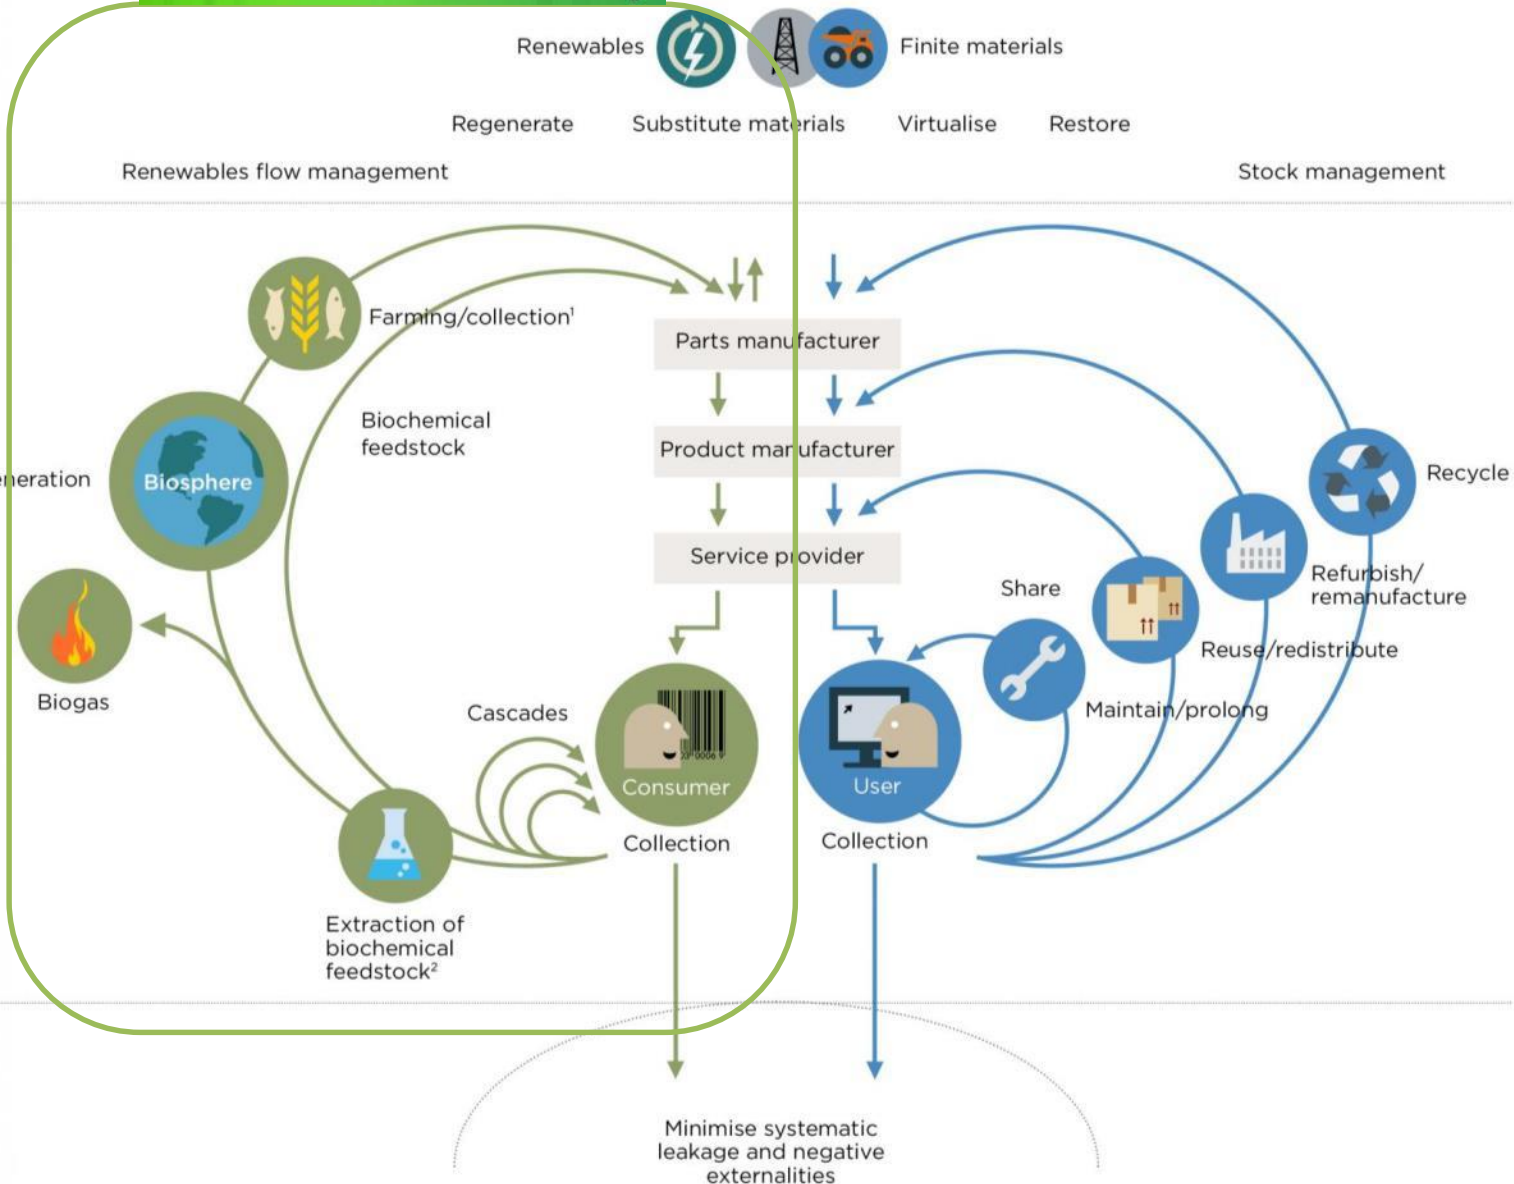 Renewables
Finite materials
Regenerate
Substitute materials
Virtualise
Restore
Renewables flow management
Stock management
Farming/collection¹
Parts manufacturer
Biochemical
feedstock
Product manufacturer
neration
Biosphere
Recycle
Service provider
Share
Refurbish/
remanufacture
Reuse/redistribute
Biogas
Cascades
Maintain/prolong
Consumer
User
Collection
Collection
Extraction of
biochemical
feedstock²
Minimise systematic
leakage and negative
externalities